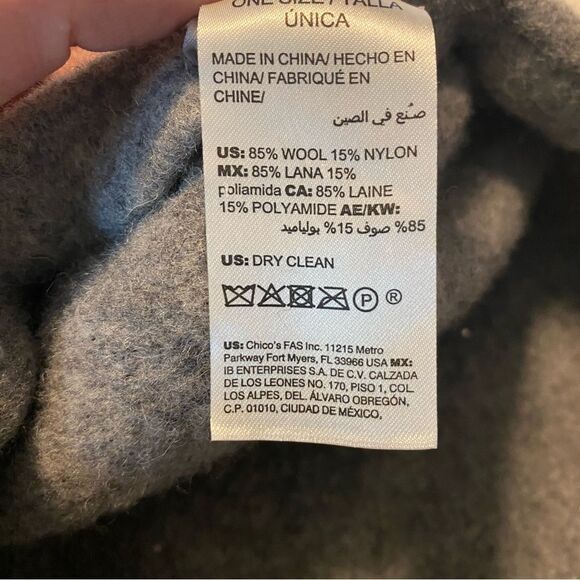 ONE SIZE / TALLA
ÚNICA
MADE IN CHINA/ HECHO EN
CHINA/ FABRIQUÉ EN
CHINE/
صُنع في الصين
US: 85% WOOL 15% NYLON
MX: 85% LANA 15%
poliamida CA: 85% LAINE
15% POLYAMIDE AE/KW:
85% صوف 15% بولياميد
US: DRY CLEAN
P ®
US: Chico's FAS Inc. 11215 Metro
Parkway Fort Myers, FL 33966 USA MX:
IB ENTERPRISES S.A. DE C.V. CALZADA
DE LOS LEONES NO. 170, PISO 1, COL.
LOS ALPES, DEL. ÁLVARO OBREGÓN,
C.P. 01010, CIUDAD DE MÉXICO,